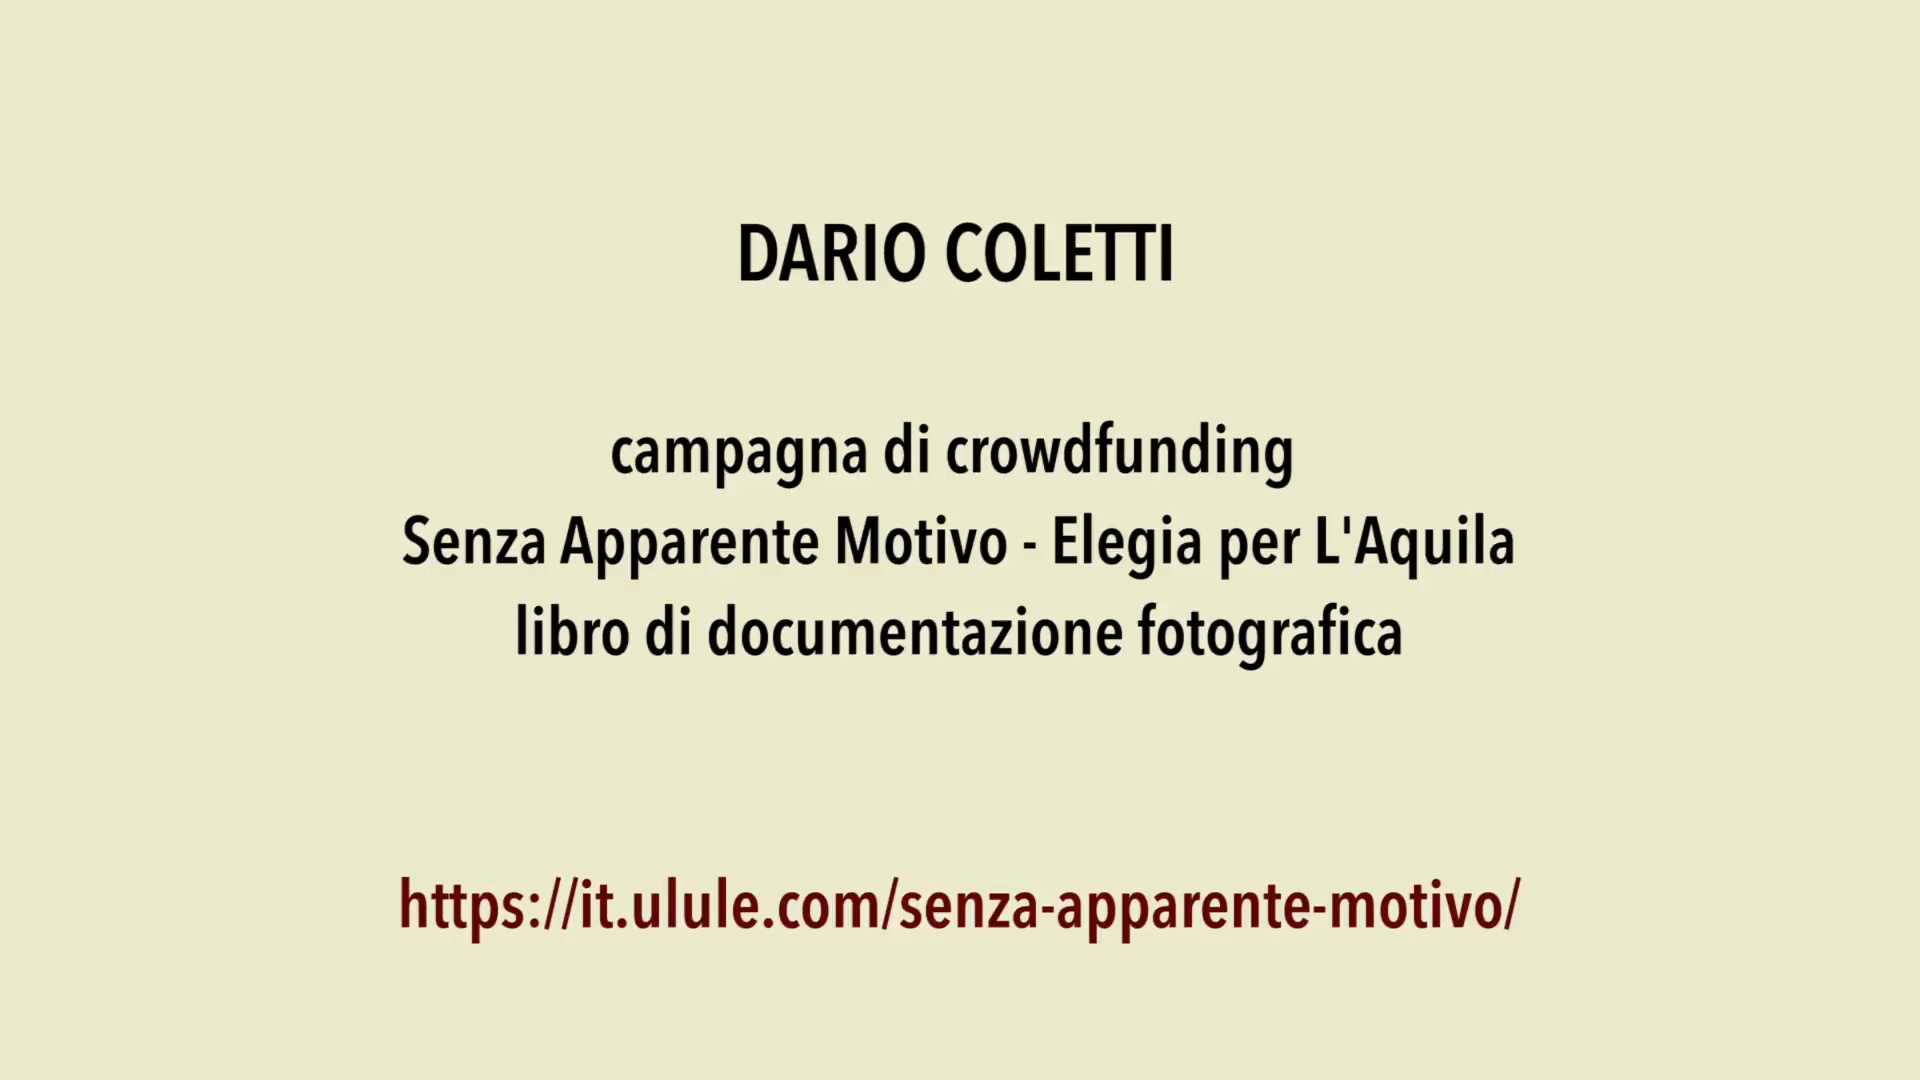 DARIO COLETTI
campagna di crowdfunding
Senza Apparente Motivo - Elegia per L'Aquila
libro di documentazione fotografica
https://it.ulule.com/senza-apparente-motivo/